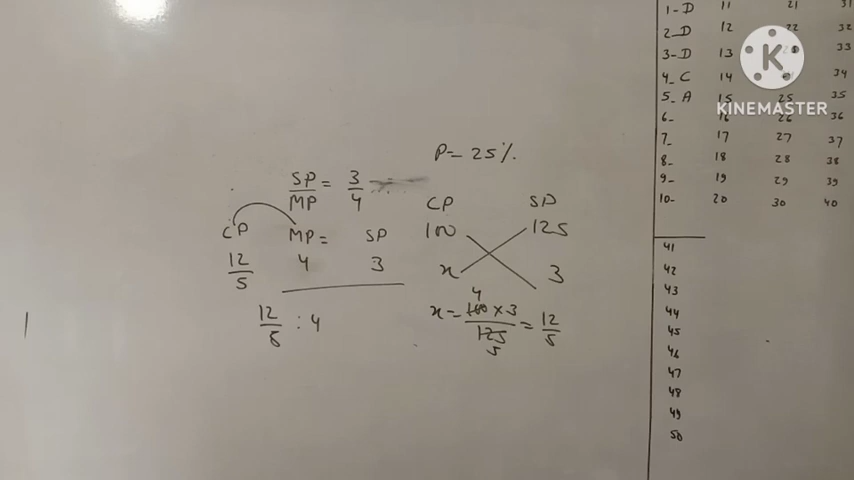 P = 25%
SP/MP = 3/4
CP MP = SP
12/5 4 3
12/5 : 4
CP SP
100 125
x 3
x = 100 × 3 / 125 = 12/5
4
5
1-D 11 21 31
2-D 12 22 32
3-D 13 33
4-C 14 34
5-A 15 25 35
6- 16 26 36
7- 17 27 37
8- 18 28 38
9- 19 29 39
10- 20 30 40
41
42
43
44
45
46
47
48
49
50
KINEMASTER
K